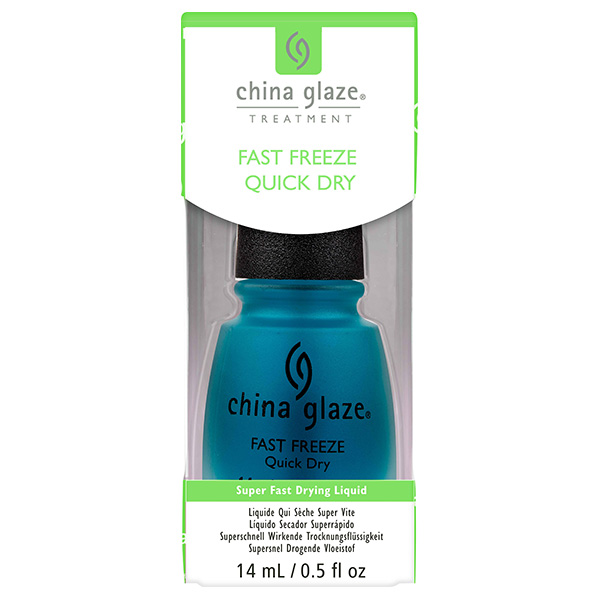 china glaze®
TREATMENT
FAST FREEZE
QUICK DRY
china glaze®
FAST FREEZE
Quick Dry
Super Fast Drying Liquid
Liquide Qui Sèche Super Vite
Líquido Secador Superrápido
Superschnell Wirkende Trocknungsflüssigkeit
Supersnel Drogende Vloeistof
14 mL / 0.5 fl oz